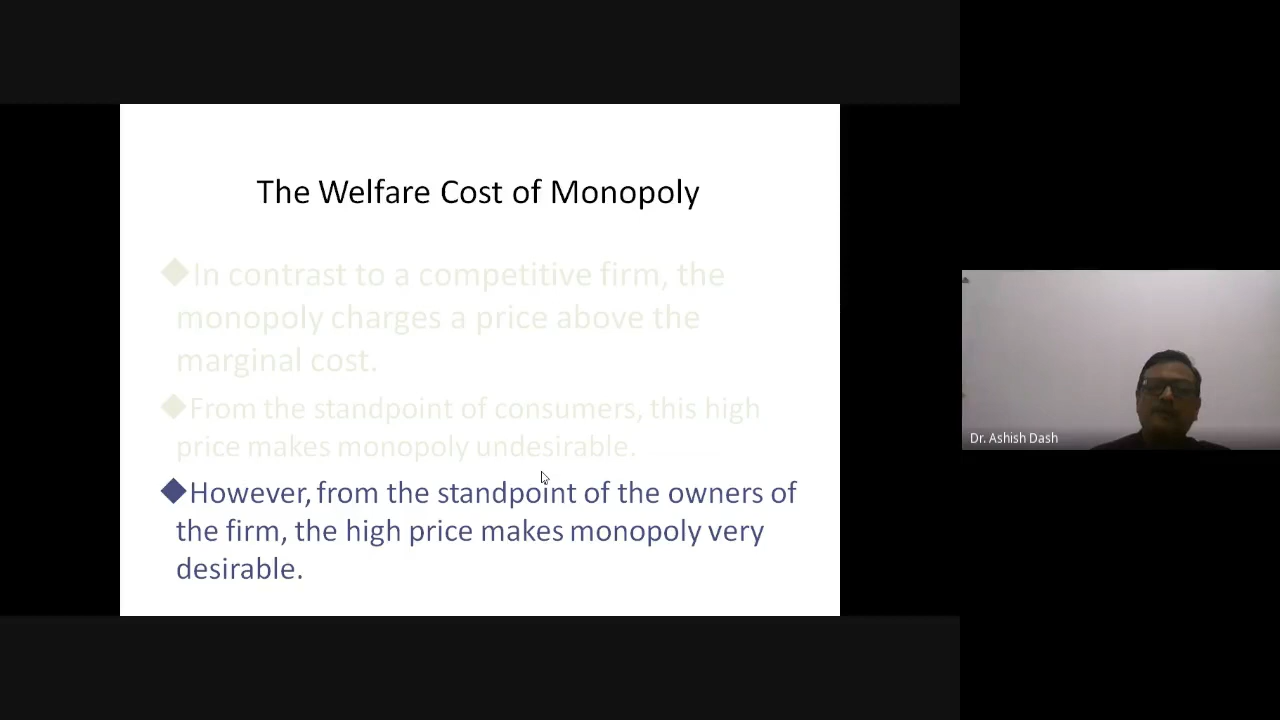 The Welfare Cost of Monopoly
◆In contrast to a competitive firm, the
monopoly charges a price above the
marginal cost.
◆From the standpoint of consumers, this high
price makes monopoly undesirable.
◆However, from the standpoint of the owners of
the firm, the high price makes monopoly very
desirable.
Dr. Ashish Dash